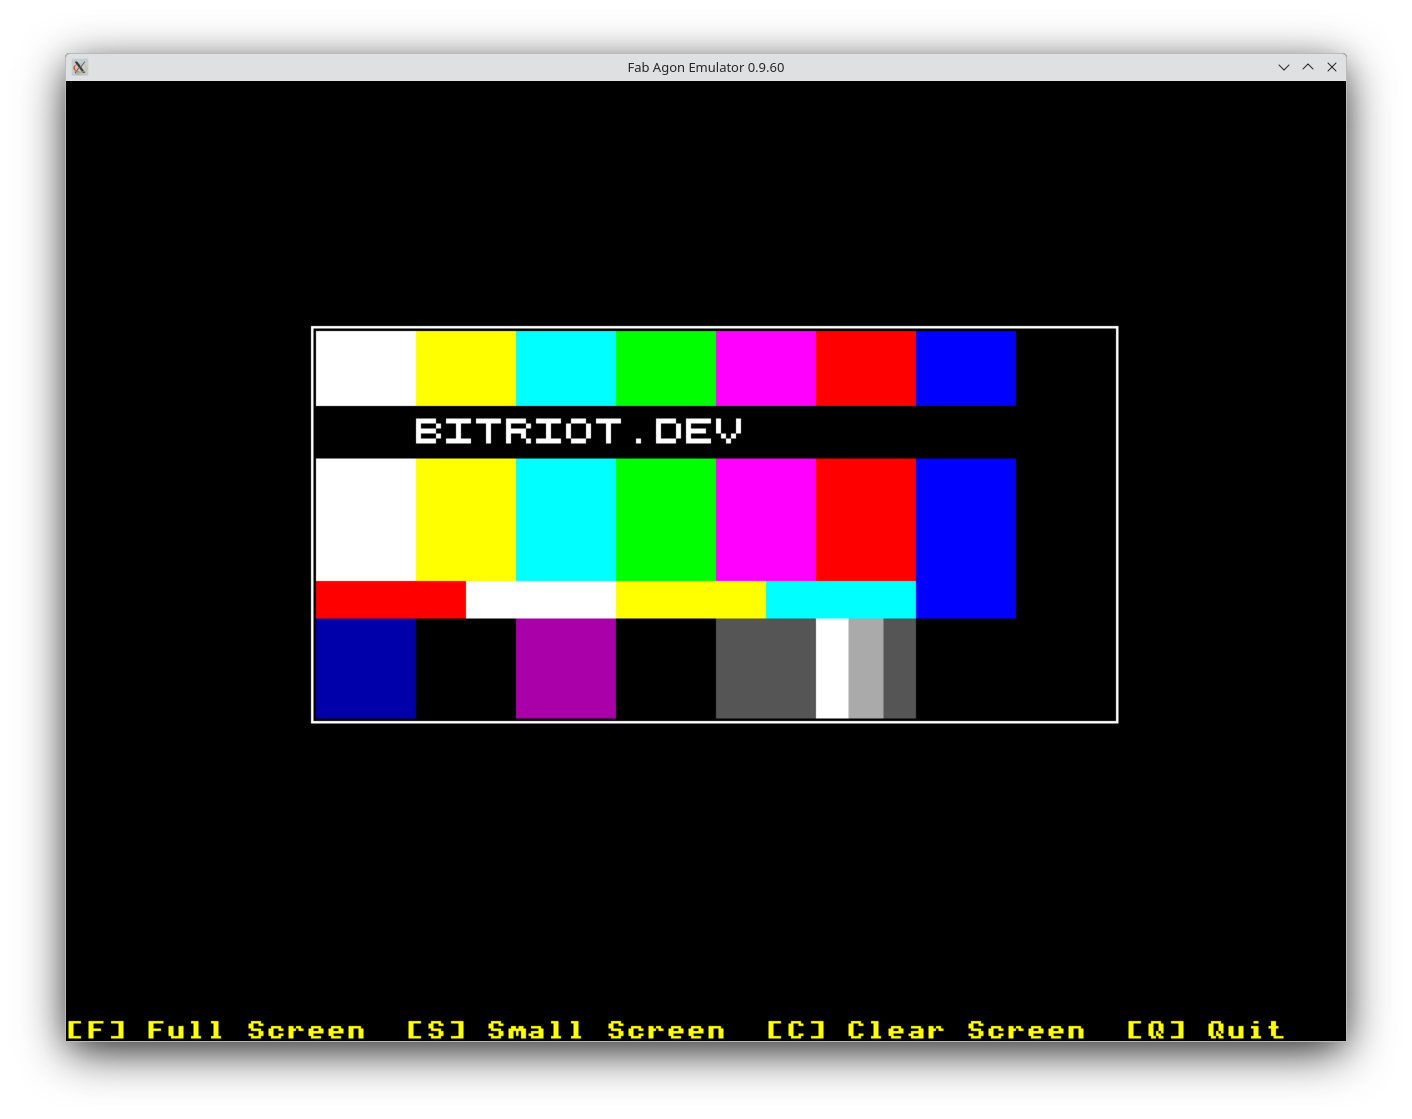 Fab Agon Emulator 0.9.60
BITRIOT.DEV
[F] Full Screen  [S] Small Screen  [C] Clear Screen  [Q] Quit